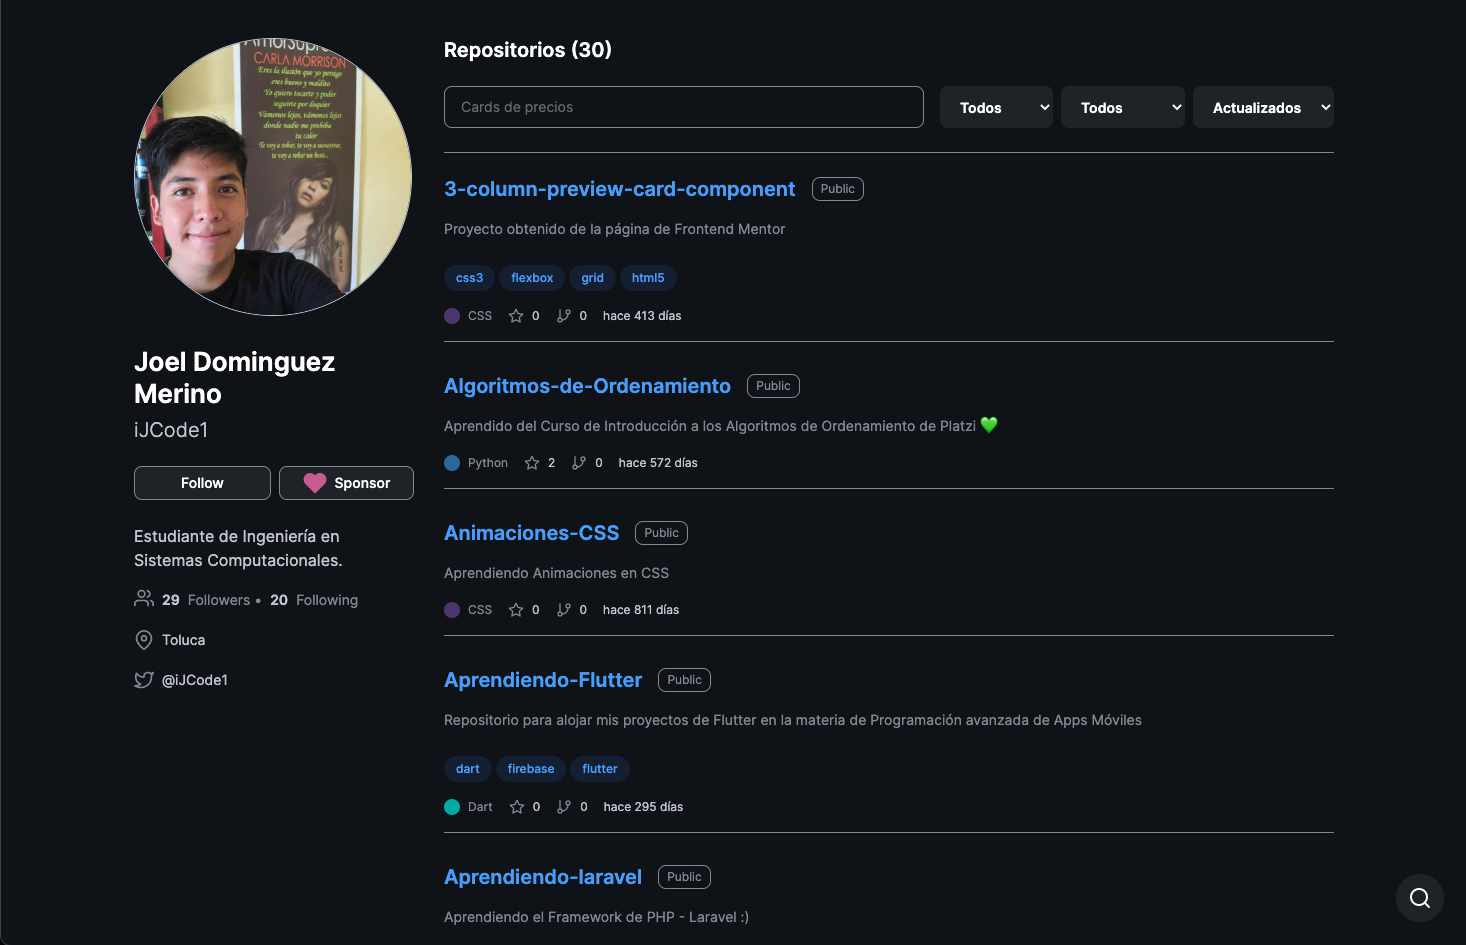 Amorsupremo
CARLA MORRISON
Eres la ilusión que yo persigo
eres bueno y maldito
Yo quiero tocarte y poder
seguirte por doquier
Vámonos lejos, vámonos lejos
donde nadie me prohiba
tu calor
Te voy a robar, te voy a secuestrar,
te voy a robar un beso...
Joel Dominguez
Merino
iJCode1
Follow
Sponsor
Estudiante de Ingeniería en
Sistemas Computacionales.
29 Followers • 20 Following
Toluca
@iJCode1
Repositorios (30)
Cards de precios
Todos
Todos
Actualizados
3-column-preview-card-component Public
Proyecto obtenido de la página de Frontend Mentor
css3 flexbox grid html5
CSS 0 0 hace 413 días
Algoritmos-de-Ordenamiento Public
Aprendido del Curso de Introducción a los Algoritmos de Ordenamiento de Platzi 💚
Python 2 0 hace 572 días
Animaciones-CSS Public
Aprendiendo Animaciones en CSS
CSS 0 0 hace 811 días
Aprendiendo-Flutter Public
Repositorio para alojar mis proyectos de Flutter en la materia de Programación avanzada de Apps Móviles
dart firebase flutter
Dart 0 0 hace 295 días
Aprendiendo-laravel Public
Aprendiendo el Framework de PHP - Laravel :)